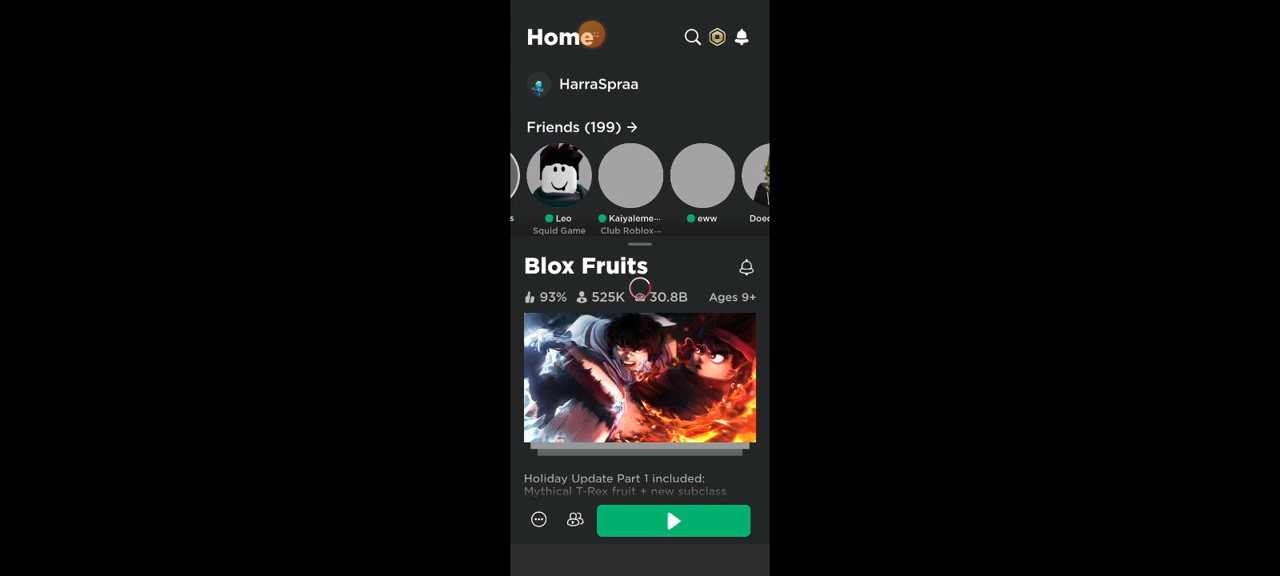 Home
HarraSpraa
Friends (199) →
s
Leo
Kaiyaleme...
eww
Doec
Squid Game
Club Roblox...
Blox Fruits
93% 525K 30.8B Ages 9+
Holiday Update Part 1 included:
Mythical T-Rex fruit + new subclass